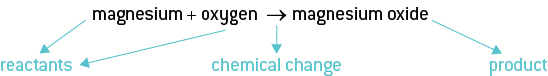 magnesium + oxygen → magnesium oxide
reactants chemical change product